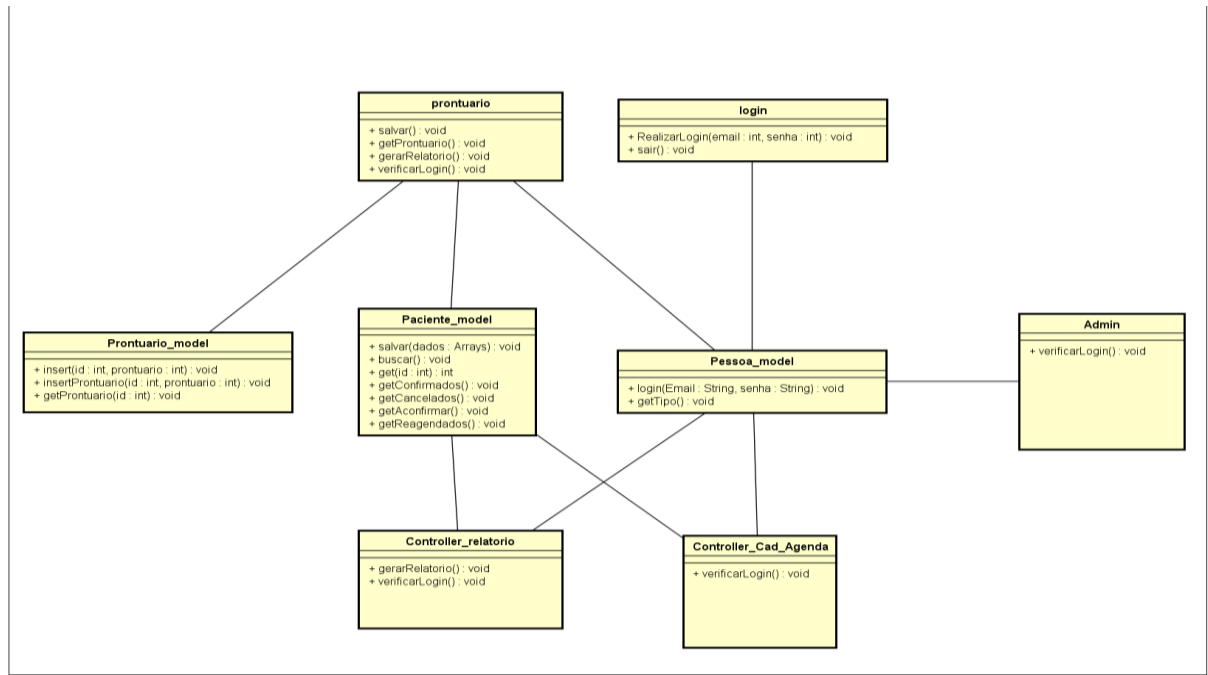 prontuario
+ salvar() : void
+ getProntuario() : void
+ gerarRelatorio() : void
+ verificarLogin() : void
login
+ RealizarLogin(email : int, senha : int) : void
+ sair() : void
Prontuario_model
+ insert(id : int, prontuario : int) : void
+ insertProntuario(id : int, prontuario : int) : void
+ getProntuario(id : int) : void
Paciente_model
+ salvar(dados : Arrays) : void
+ buscar() : void
+ get(id : int) : int
+ getConfirmados() : void
+ getCancelados() : void
+ getAconfirmar() : void
+ getReagendados() : void
Pessoa_model
+ login(Email : String, senha : String) : void
+ getTipo() : void
Admin
+ verificarLogin() : void
Controller_relatorio
+ gerarRelatorio() : void
+ verificarLogin() : void
Controller_Cad_Agenda
+ verificarLogin() : void